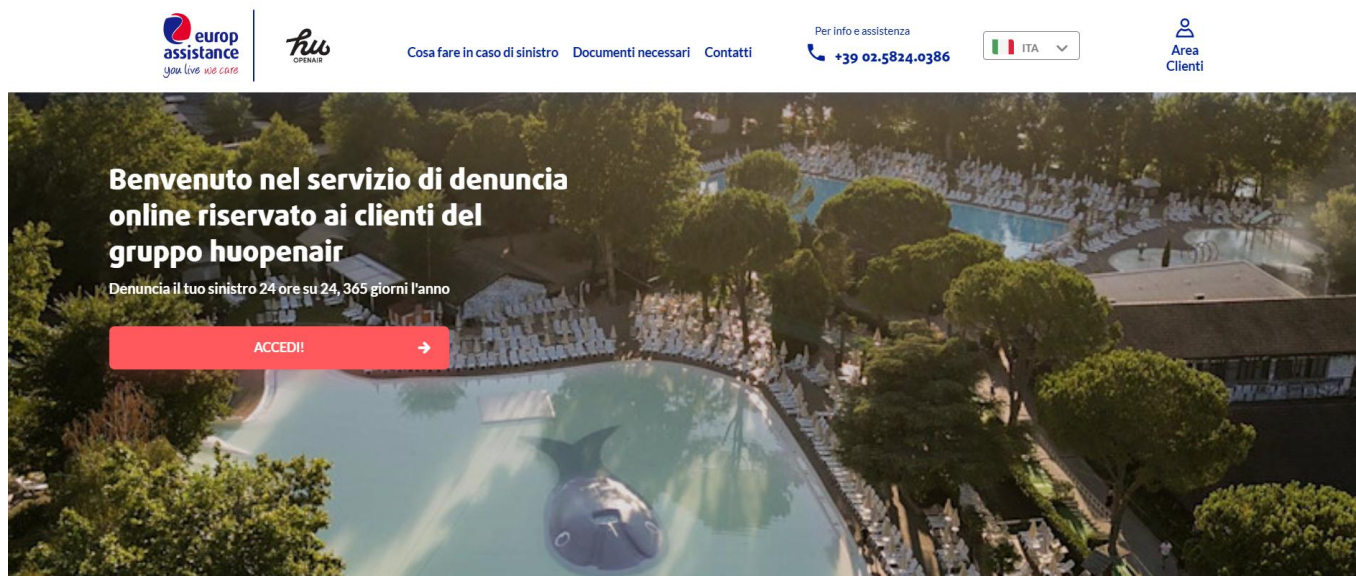 europ
assistance
you live we care
hu
OPENAIR
Cosa fare in caso di sinistro
Documenti necessari
Contatti
Per info e assistenza
+39 02.5824.0386
ITA
Area
Clienti
Benvenuto nel servizio di denuncia
online riservato ai clienti del
gruppo huopenair
Denuncia il tuo sinistro 24 ore su 24, 365 giorni l'anno
ACCEDI!